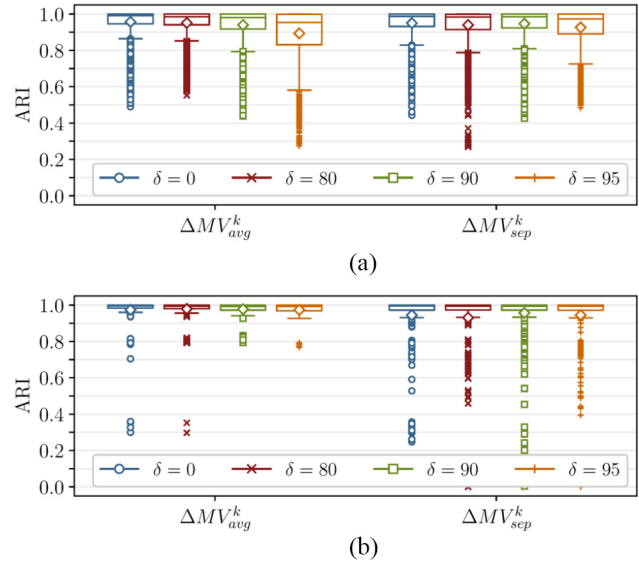 1.0
0.8
0.6
0.4
0.2
0.0
ARI
δ = 0
δ = 80
δ = 90
δ = 95
ΔMV^k_avg
ΔMV^k_sep
(a)
1.0
0.8
0.6
0.4
0.2
0.0
ARI
δ = 0
δ = 80
δ = 90
δ = 95
ΔMV^k_avg
ΔMV^k_sep
(b)